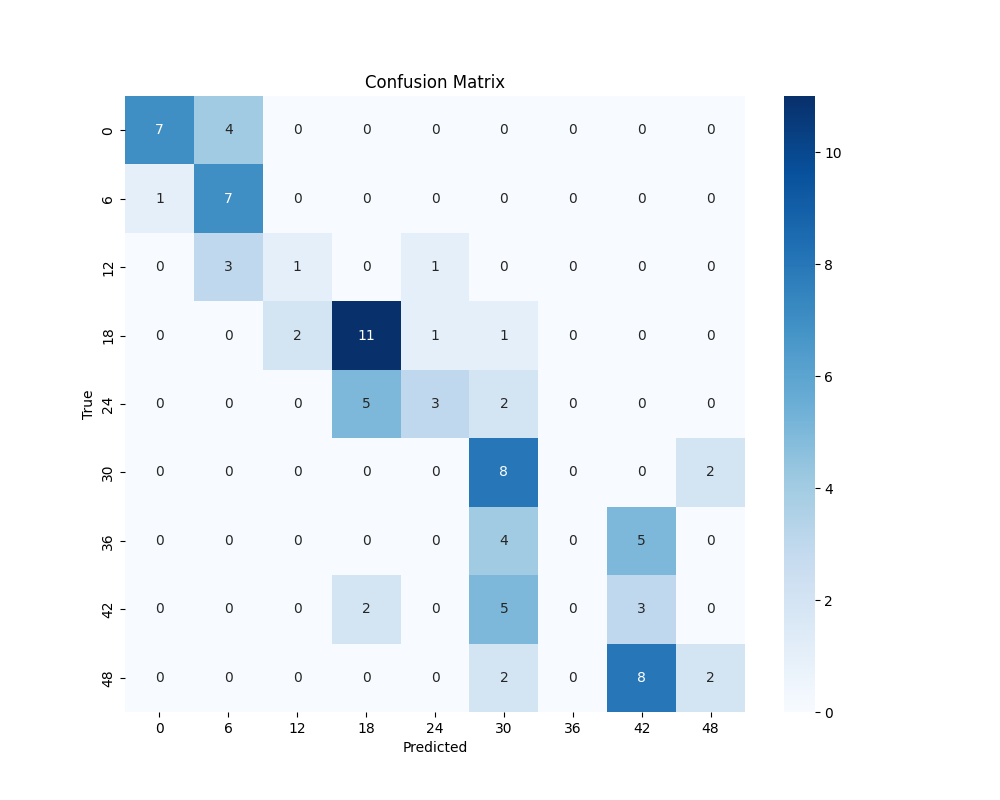 Confusion Matrix
0 7 4 0 0 0 0 0 0 0
6 1 7 0 0 0 0 0 0 0
12 0 3 1 0 1 0 0 0 0
18 0 0 2 11 1 1 0 0 0
24 0 0 0 5 3 2 0 0 0
30 0 0 0 0 0 8 0 0 2
36 0 0 0 0 0 4 0 5 0
42 0 0 0 2 0 5 0 3 0
48 0 0 0 0 0 2 0 8 2
0 6 12 18 24 30 36 42 48
True
Predicted
10
8
6
4
2
0